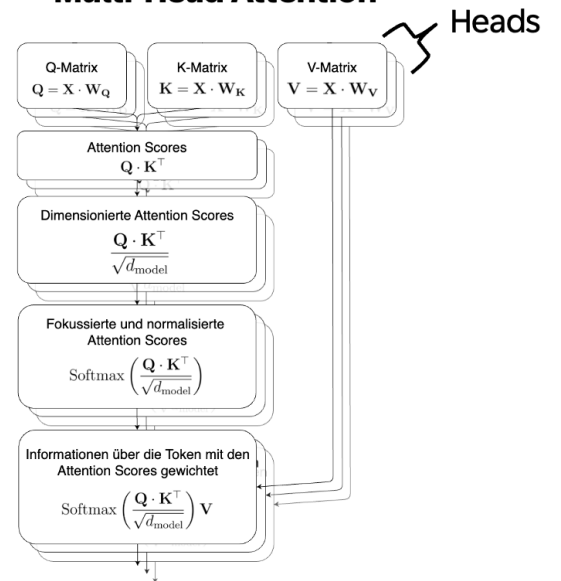 Multi-Head Attention
Heads
Q-Matrix
Q = X · W_Q
K-Matrix
K = X · W_K
V-Matrix
V = X · W_V
Attention Scores
Q · K^⊤
Dimensionierte Attention Scores
Q · K^⊤
√d_model
Fokussierte und normalisierte
Attention Scores
Softmax (Q · K^⊤ / √d_model)
Informationen über die Token mit den
Attention Scores gewichtet
Softmax (Q · K^⊤ / √d_model) V